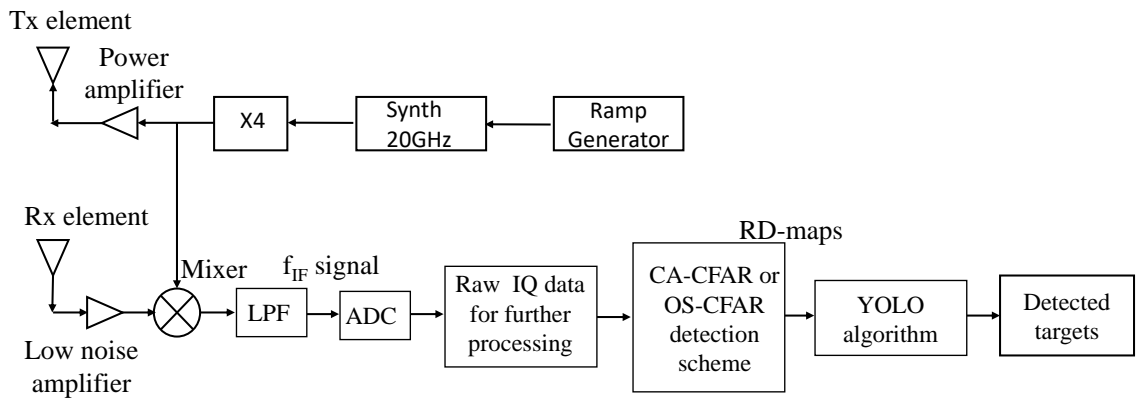 Tx element
Power
amplifier
X4
Synth
20GHz
Ramp
Generator
Rx element
Mixer
f_IF signal
RD-maps
LPF
ADC
Raw IQ data
for further
processing
CA-CFAR or
OS-CFAR
detection
scheme
YOLO
algorithm
Detected
targets
Low noise
amplifier